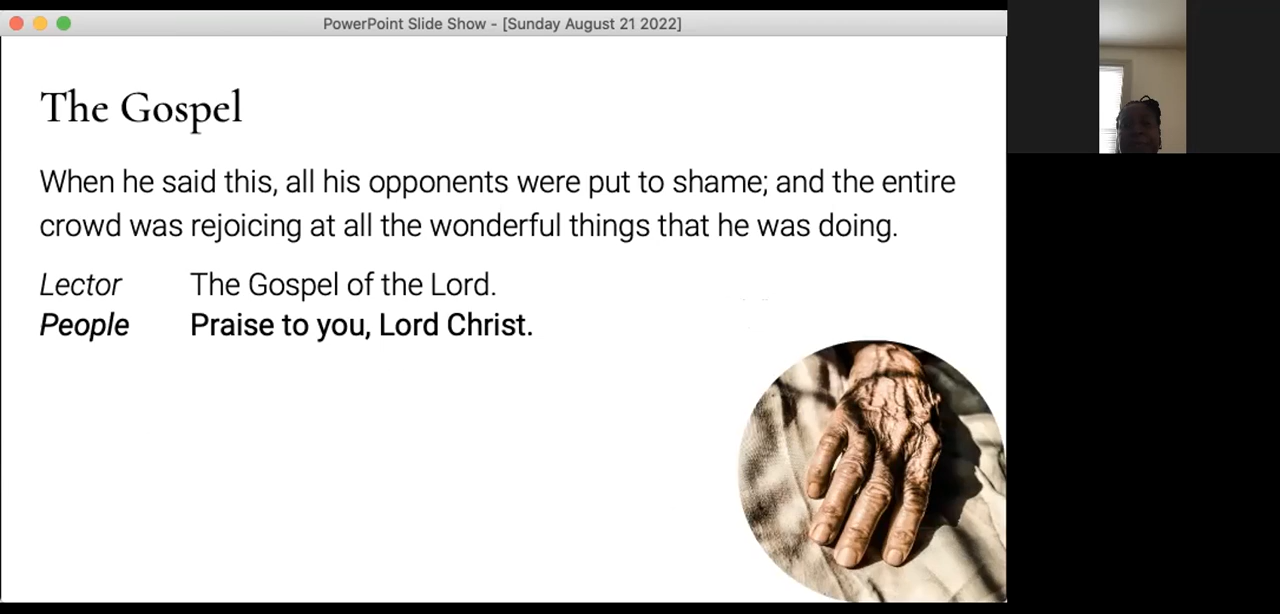 PowerPoint Slide Show - [Sunday August 21 2022]
The Gospel
When he said this, all his opponents were put to shame; and the entire
crowd was rejoicing at all the wonderful things that he was doing.
Lector The Gospel of the Lord.
People Praise to you, Lord Christ.